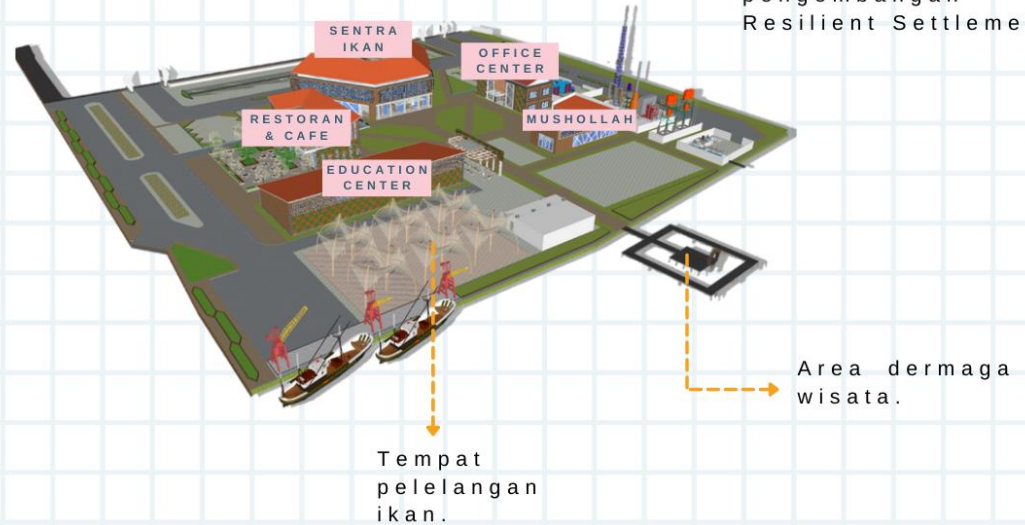 Resilient Settleme
SENTRA
IKAN
OFFICE
CENTER
RESTORAN
& CAFE
MUSHOLLAH
EDUCATION
CENTER
Area dermaga
wisata.
Tempat
pelelangan
ikan.